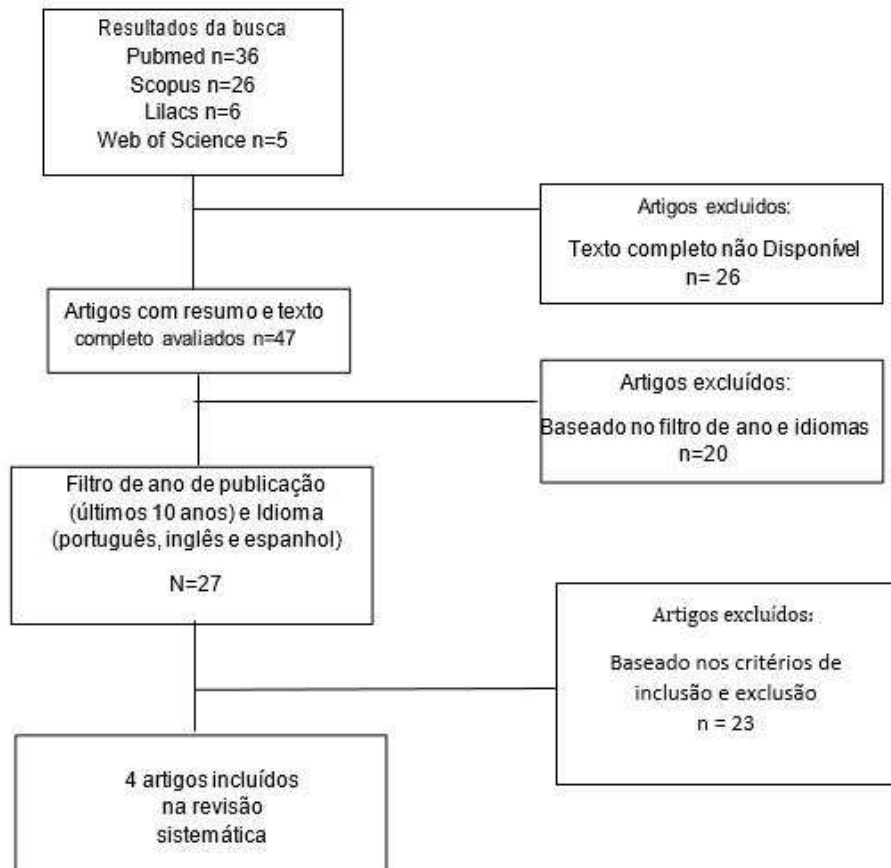 Resultados da busca
Pubmed n=36
Scopus n=26
Lilacs n=6
Web of Science n=5
Artigos excluidos:
Texto completo não Disponível
n= 26
Artigos com resumo e texto
completo avaliados n=47
Artigos excluídos:
Baseado no filtro de ano e idiomas
n=20
Filtro de ano de publicação
(últimos 10 anos) e Idioma
(português, inglês e espanhol)
N=27
Artigos excluídos:
Baseado nos critérios de
inclusão e exclusão
n = 23
4 artigos incluídos
na revisão
sistemática